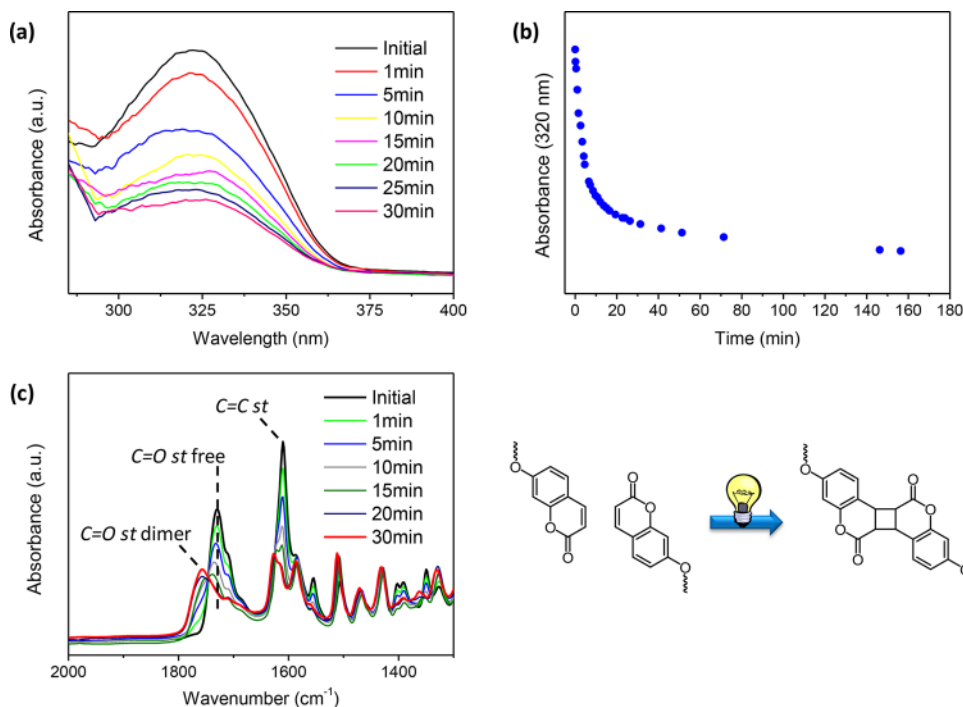 (a)
Initial
1min
5min
10min
15min
20min
25min
30min
Absorbance (a.u.)
300
325
350
375
400
Wavelength (nm)
(b)
Absorbance (320 nm)
0
20
40
60
80
100
120
140
160
180
Time (min)
(c)
C=C st
C=O st free
C=O st dimer
Initial
1min
5min
10min
15min
20min
30min
Absorbance (a.u.)
2000
1800
1600
1400
Wavenumber (cm⁻¹)
O
O
O
O
O
O
O
O
O
O
O
O